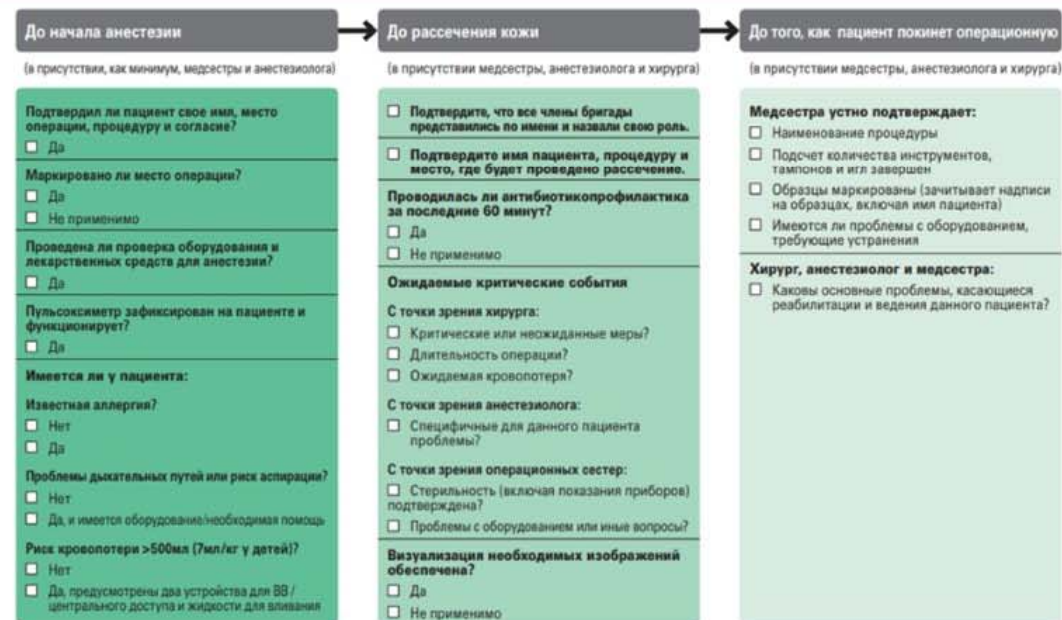 До начала анестезии
(в присутствии, как минимум, медсестры и анестезиолога)
Подтвердил ли пациент свое имя, место
операции, процедуру и согласие?
Да
Маркировано ли место операции?
Да
Не применимо
Проведена ли проверка оборудования и
лекарственных средств для анестезии?
Да
Пульсоксиметр зафиксирован на пациенте и
функционирует?
Да
Имеется ли у пациента:
Известная аллергия?
Нет
Да
Проблемы дыхательных путей или риск аспирации?
Нет
Да, и имеется оборудование/необходимая помощь
Риск кровопотери >500мл (7мл/кг у детей)?
Нет
Да, предусмотрены два устройства для ВВ /
центрального доступа и жидкости для вливания
До рассечения кожи
(в присутствии медсестры, анестезиолога и хирурга)
Подтвердите, что все члены бригады
представились по имени и назвали свою роль.
Подтвердите имя пациента, процедуру и
место, где будет проведено рассечение.
Проводилась ли антибиотикопрофилактика
за последние 60 минут?
Да
Не применимо
Ожидаемые критические события
С точки зрения хирурга:
Критические или неожиданные меры?
Длительность операции?
Ожидаемая кровопотеря?
С точки зрения анестезиолога:
Специфичные для данного пациента
проблемы?
С точки зрения операционных сестер:
Стерильность (включая показания приборов)
подтверждена?
Проблемы с оборудованием или иные вопросы?
Визуализация необходимых изображений
обеспечена?
Да
Не применимо
До того, как пациент покинет операционную
(в присутствии медсестры, анестезиолога и хирурга)
Медсестра устно подтверждает:
Наименование процедуры
Подсчет количества инструментов,
тампонов и игл завершен
Образцы маркированы (зачитывает надписи
на образцах, включая имя пациента)
Имеются ли проблемы с оборудованием,
требующие устранения
Хирург, анестезиолог и медсестра:
Каковы основные проблемы, касающиеся
реабилитации и ведения данного пациента?